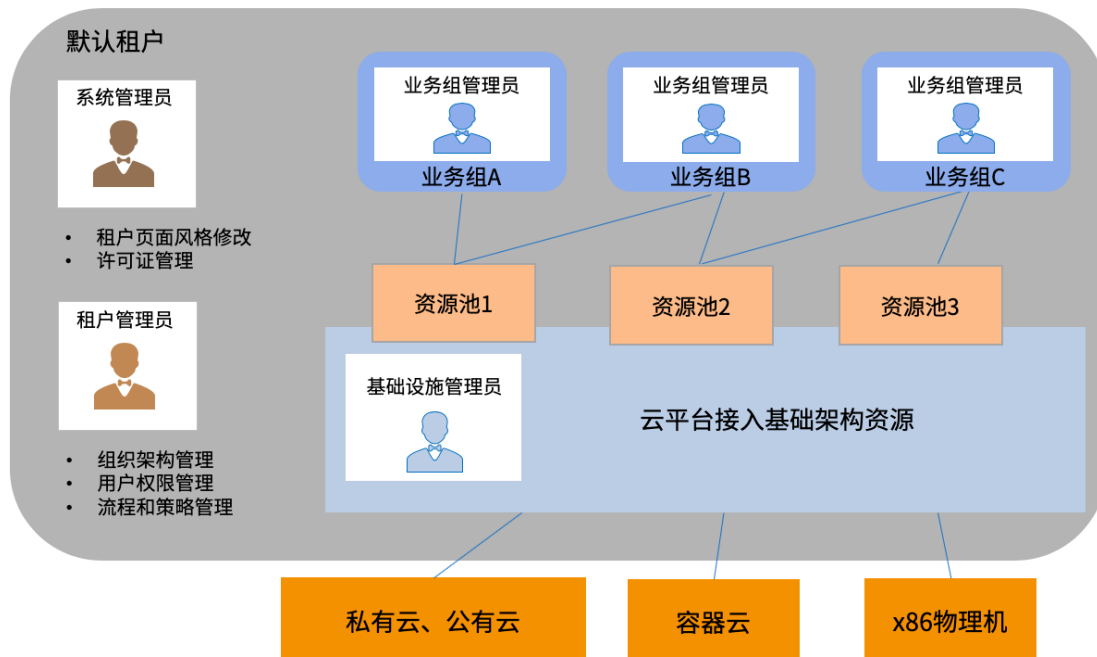 默认租户
系统管理员
• 租户页面风格修改
• 许可证管理
租户管理员
• 组织架构管理
• 用户权限管理
• 流程和策略管理
业务组管理员
业务组A
业务组管理员
业务组B
业务组管理员
业务组C
资源池1
资源池2
资源池3
基础设施管理员
云平台接入基础架构资源
私有云、公有云
容器云
x86物理机